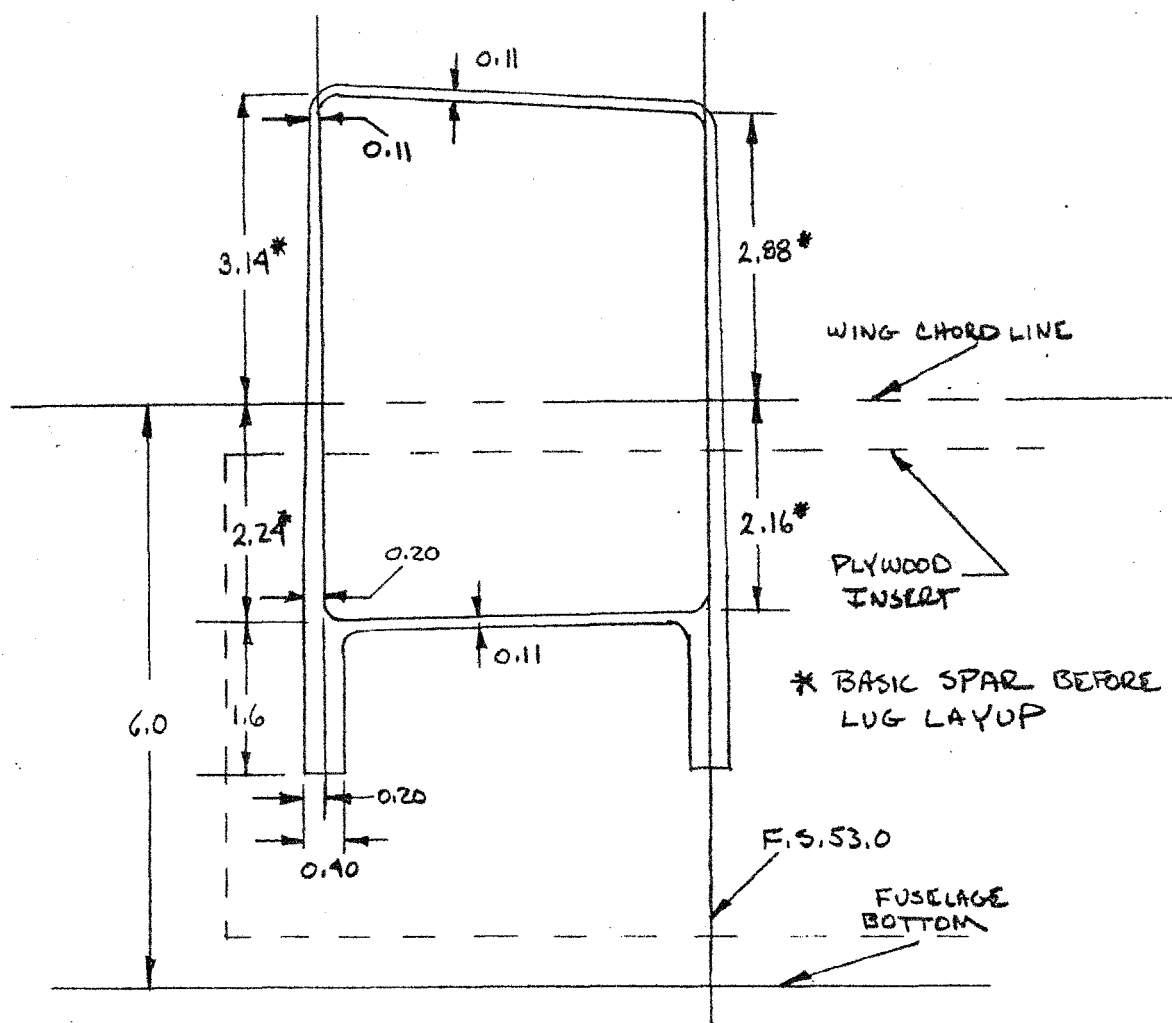 0.11
0.11
3.14*
2.88*
WING CHORD LINE
2.24*
2.16*
0.20
PLYWOOD
INSERT
0.11
* BASIC SPAR BEFORE
LUG LAYUP
6.0
1.6
0.20
F.S.53.0
0.40
FUSELAGE
BOTTOM